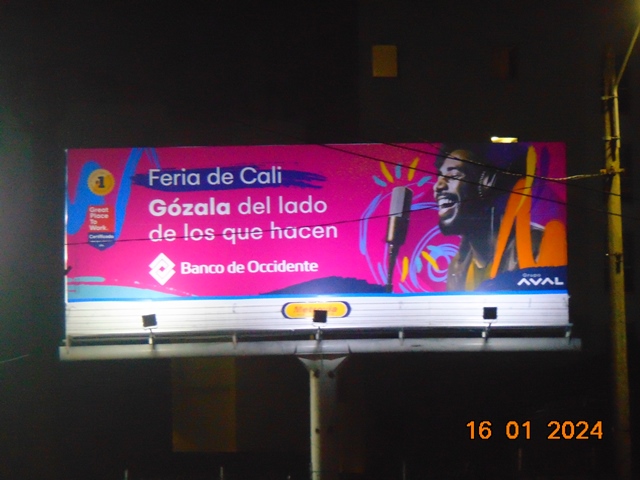 #1
Great
Place
To
Work.
Certificada
Feria de Cali
Gózala del lado
de los que hacen
Banco de Occidente
Grupo
AVAL
16 01 2024